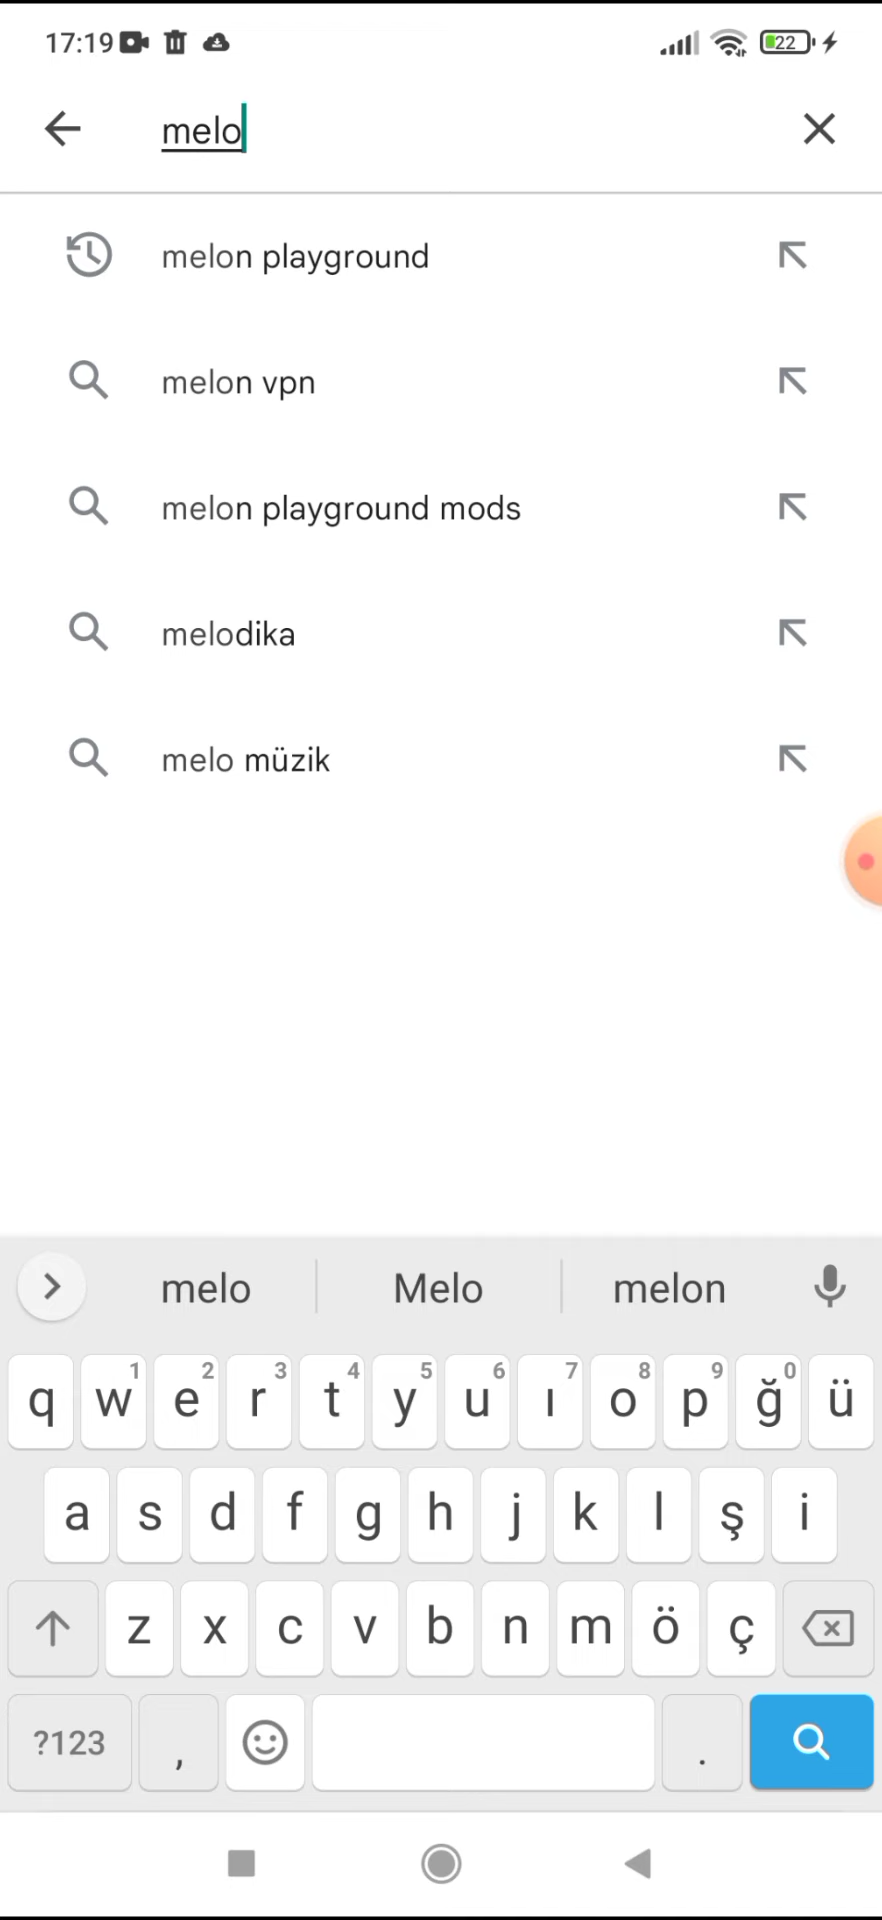 17:19 22
melo
melon playground
melon vpn
melon playground mods
melodika
melo müzik
melo Melo melon
q w 1 e 2 r 3 t 4 y 5 u 6 ı 7 o 8 p 9 ğ 0 ü
a s d f g h j k l ş i
z x c v b n m ö ç
?123 , .